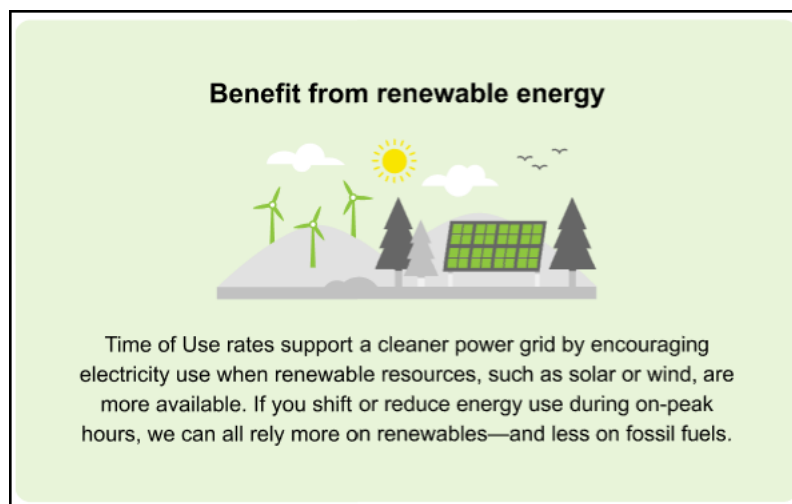 Benefit from renewable energy
Time of Use rates support a cleaner power grid by encouraging
electricity use when renewable resources, such as solar or wind, are
more available. If you shift or reduce energy use during on-peak
hours, we can all rely more on renewables—and less on fossil fuels.